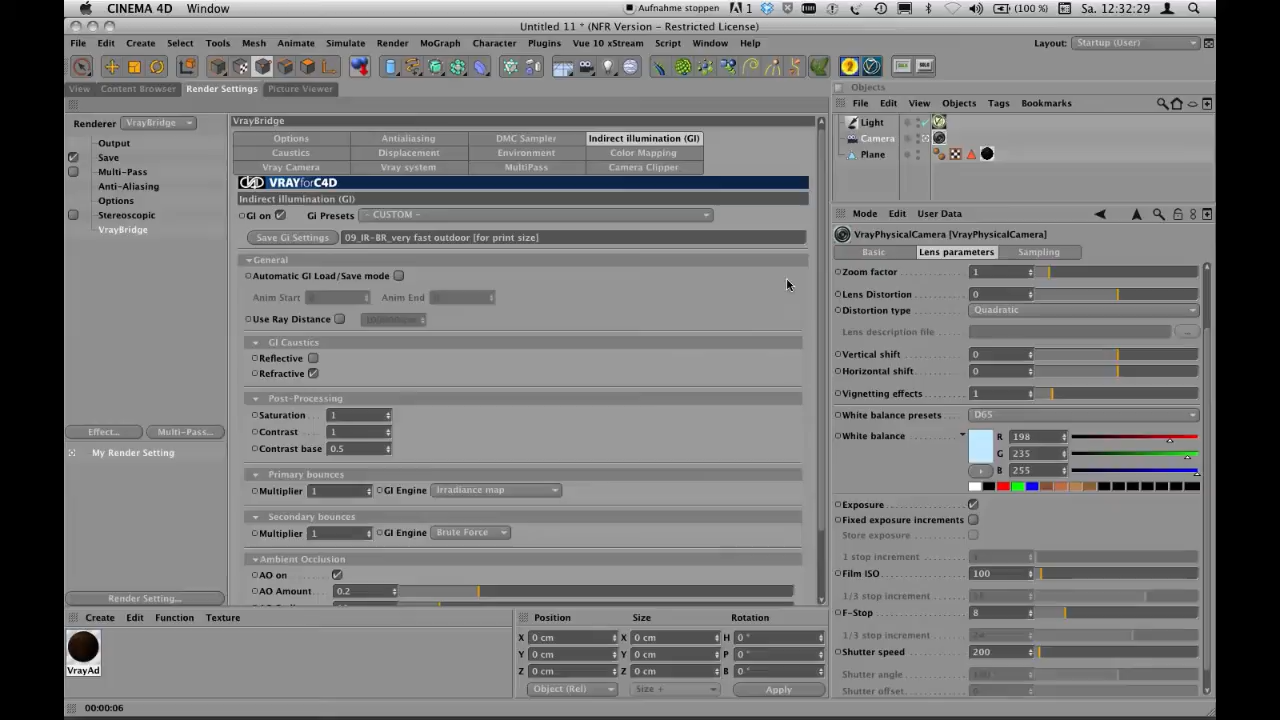 CINEMA 4D Window Aufnahme stoppen 1 (100 %) Sa. 12:32:29
Untitled 11 * (NFR Version - Restricted License)
File Edit Create Select Tools Mesh Animate Simulate Render MoGraph Character Plugins Vue 10 xStream Script Window Help Layout: Startup (User)
View Content Browser Render Settings Picture Viewer
Renderer VrayBridge
Output
Save
Multi-Pass
Anti-Aliasing
Options
Stereoscopic
VrayBridge
Effect... Multi-Pass...
My Render Setting
Render Setting...
VrayBridge
Options Antialiasing DMC Sampler Indirect illumination (GI)
Caustics Displacement Environment Color Mapping
Vray Camera Vray system MultiPass Camera Clipper
VRAYforC4D
Indirect illumination (GI)
GI on GI Presets - CUSTOM -
Save GI Settings 09_IR-BR_very fast outdoor [for print size]
General
Automatic GI Load/Save mode
Anim Start Anim End
Use Ray Distance
GI Caustics
Reflective
Refractive
Post-Processing
Saturation 1
Contrast 1
Contrast base 0.5
Primary bounces
Multiplier 1 GI Engine Irradiance map
Secondary bounces
Multiplier 1 GI Engine Brute Force
Ambient Occlusion
AO on
AO Amount 0.2
Create Edit Function Texture
VrayAd
Position Size Rotation
X 0 cm X 0 cm H 0 °
Y 0 cm Y 0 cm P 0 °
Z 0 cm Z 0 cm B 0 °
Object (Rel) Size + Apply
00:00:06
Objects
File Edit View Objects Tags Bookmarks
Light
Camera
Plane
Mode Edit User Data
VrayPhysicalCamera [VrayPhysicalCamera]
Basic Lens parameters Sampling
Zoom factor 1
Lens Distortion 0
Distortion type Quadratic
Lens description file ...
Vertical shift 0
Horizontal shift 0
Vignetting effects 1
White balance presets D65
White balance R 198
G 235
B 255
Exposure
Fixed exposure increments
Store exposure
1 stop increment
Film ISO 100
1/3 stop increment
F-Stop 8
1/3 stop increment
Shutter speed 200
Shutter angle
Shutter offset